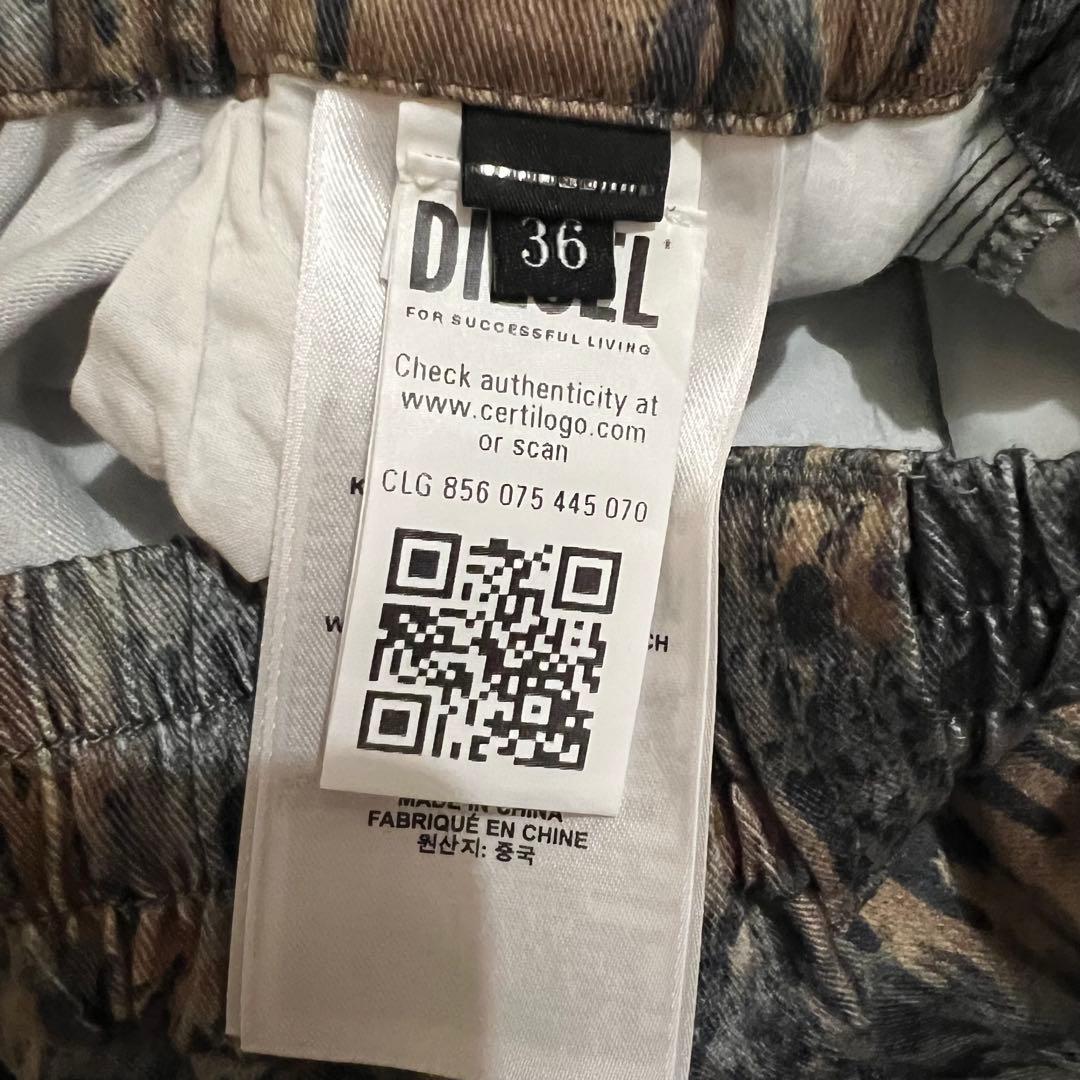 36
FOR SUCCESSFUL LIVING
Check authenticity at
www.certilogo.com
or scan
CLG 856 075 445 070
MADE IN CHINA
FABRIQUÉ EN CHINE
원산지: 중국